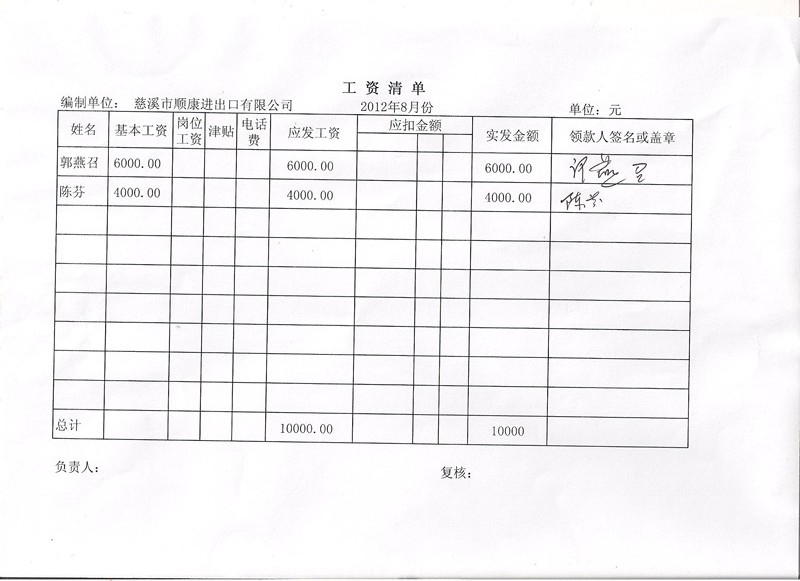 工资清单
编制单位： 慈溪市顺康进出口有限公司 2012年8月份 单位：元
姓名 基本工资 岗位工资 津贴 电话费 应发工资 应扣金额 实发金额 领款人签名或盖章
郭燕召 6000.00 6000.00 6000.00
陈芬 4000.00 4000.00 4000.00 陈芬
总计 10000.00 10000
负责人： 复核：